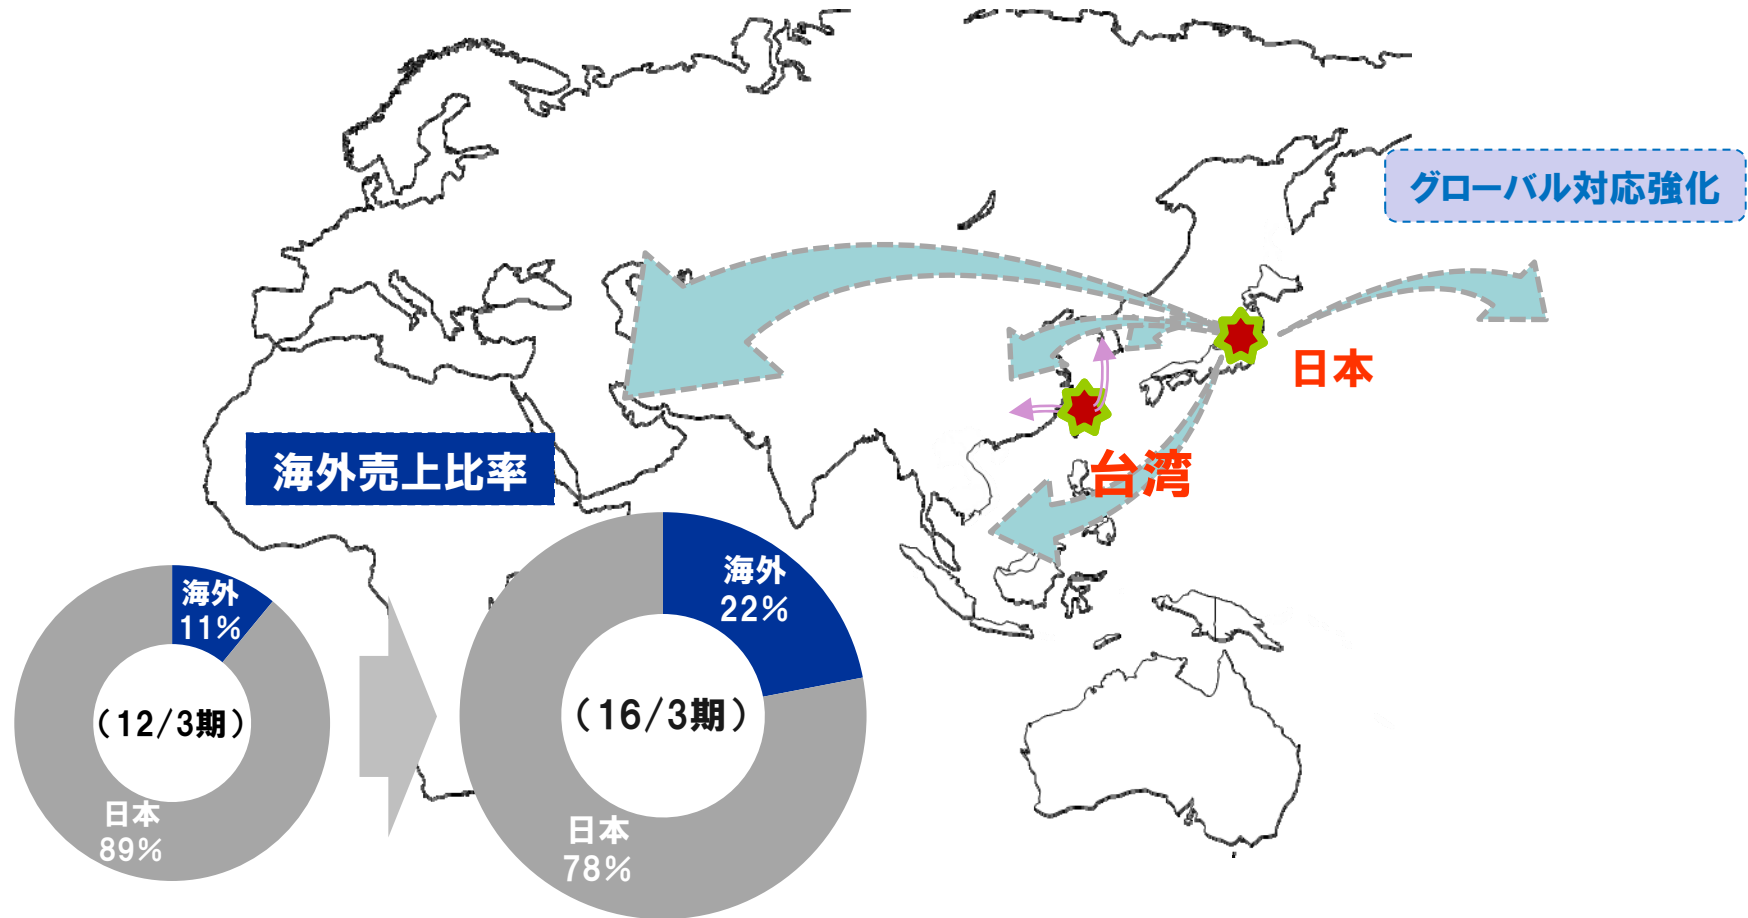 グローバル対応強化
日本
台湾
海外売上比率
海外
11%
(12/3期)
日本
89%
海外
22%
(16/3期)
日本
78%